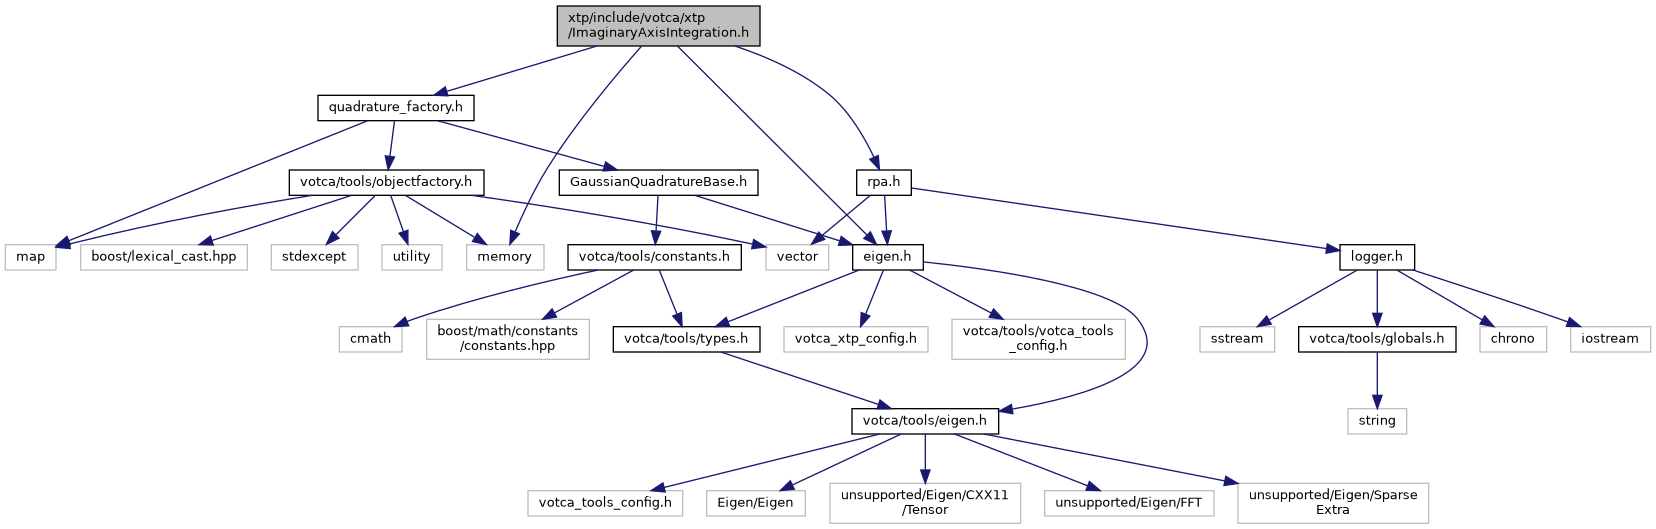 xtp/include/votca/xtp
/ImaginaryAxisIntegration.h
quadrature_factory.h
votca/tools/objectfactory.h
GaussianQuadratureBase.h
rpa.h
map
boost/lexical_cast.hpp
stdexcept
utility
memory
votca/tools/constants.h
vector
eigen.h
logger.h
cmath
boost/math/constants
/constants.hpp
votca/tools/types.h
votca_xtp_config.h
votca/tools/votca_tools
_config.h
sstream
votca/tools/globals.h
chrono
iostream
votca/tools/eigen.h
string
votca_tools_config.h
Eigen/Eigen
unsupported/Eigen/CXX11
/Tensor
unsupported/Eigen/FFT
unsupported/Eigen/Sparse
Extra